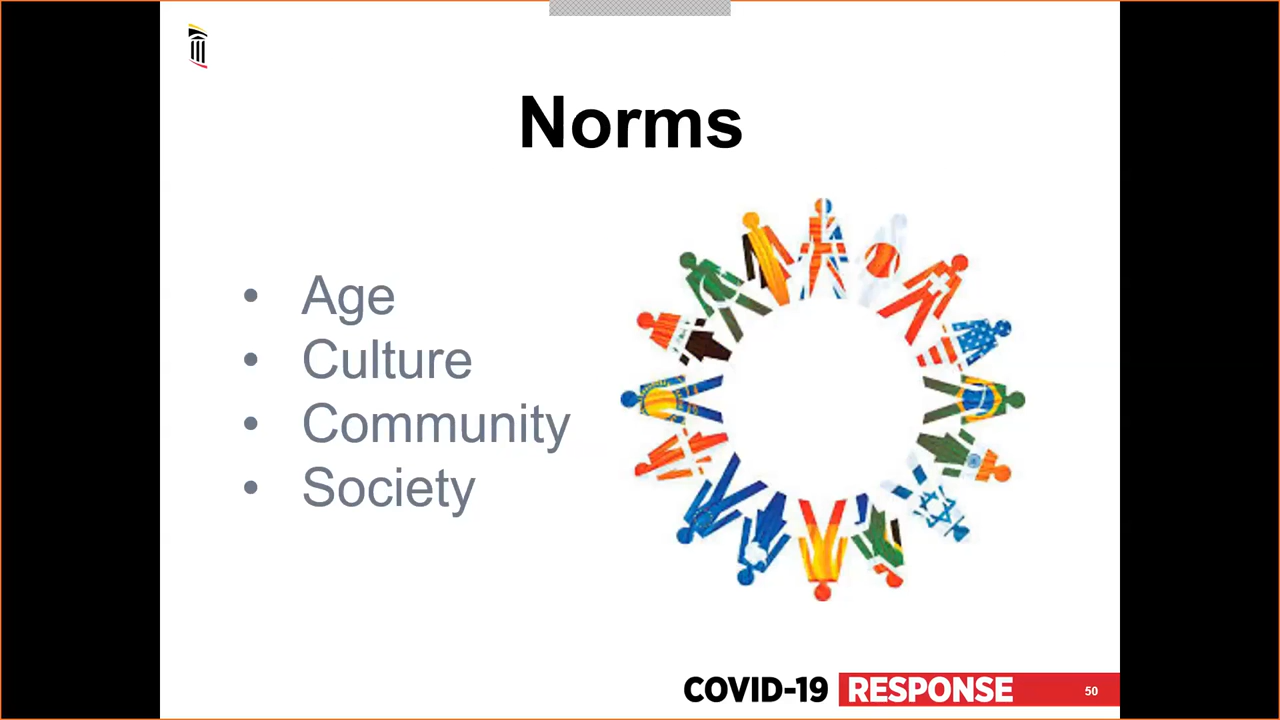 Norms
• Age
• Culture
• Community
• Society
COVID-19 RESPONSE 50